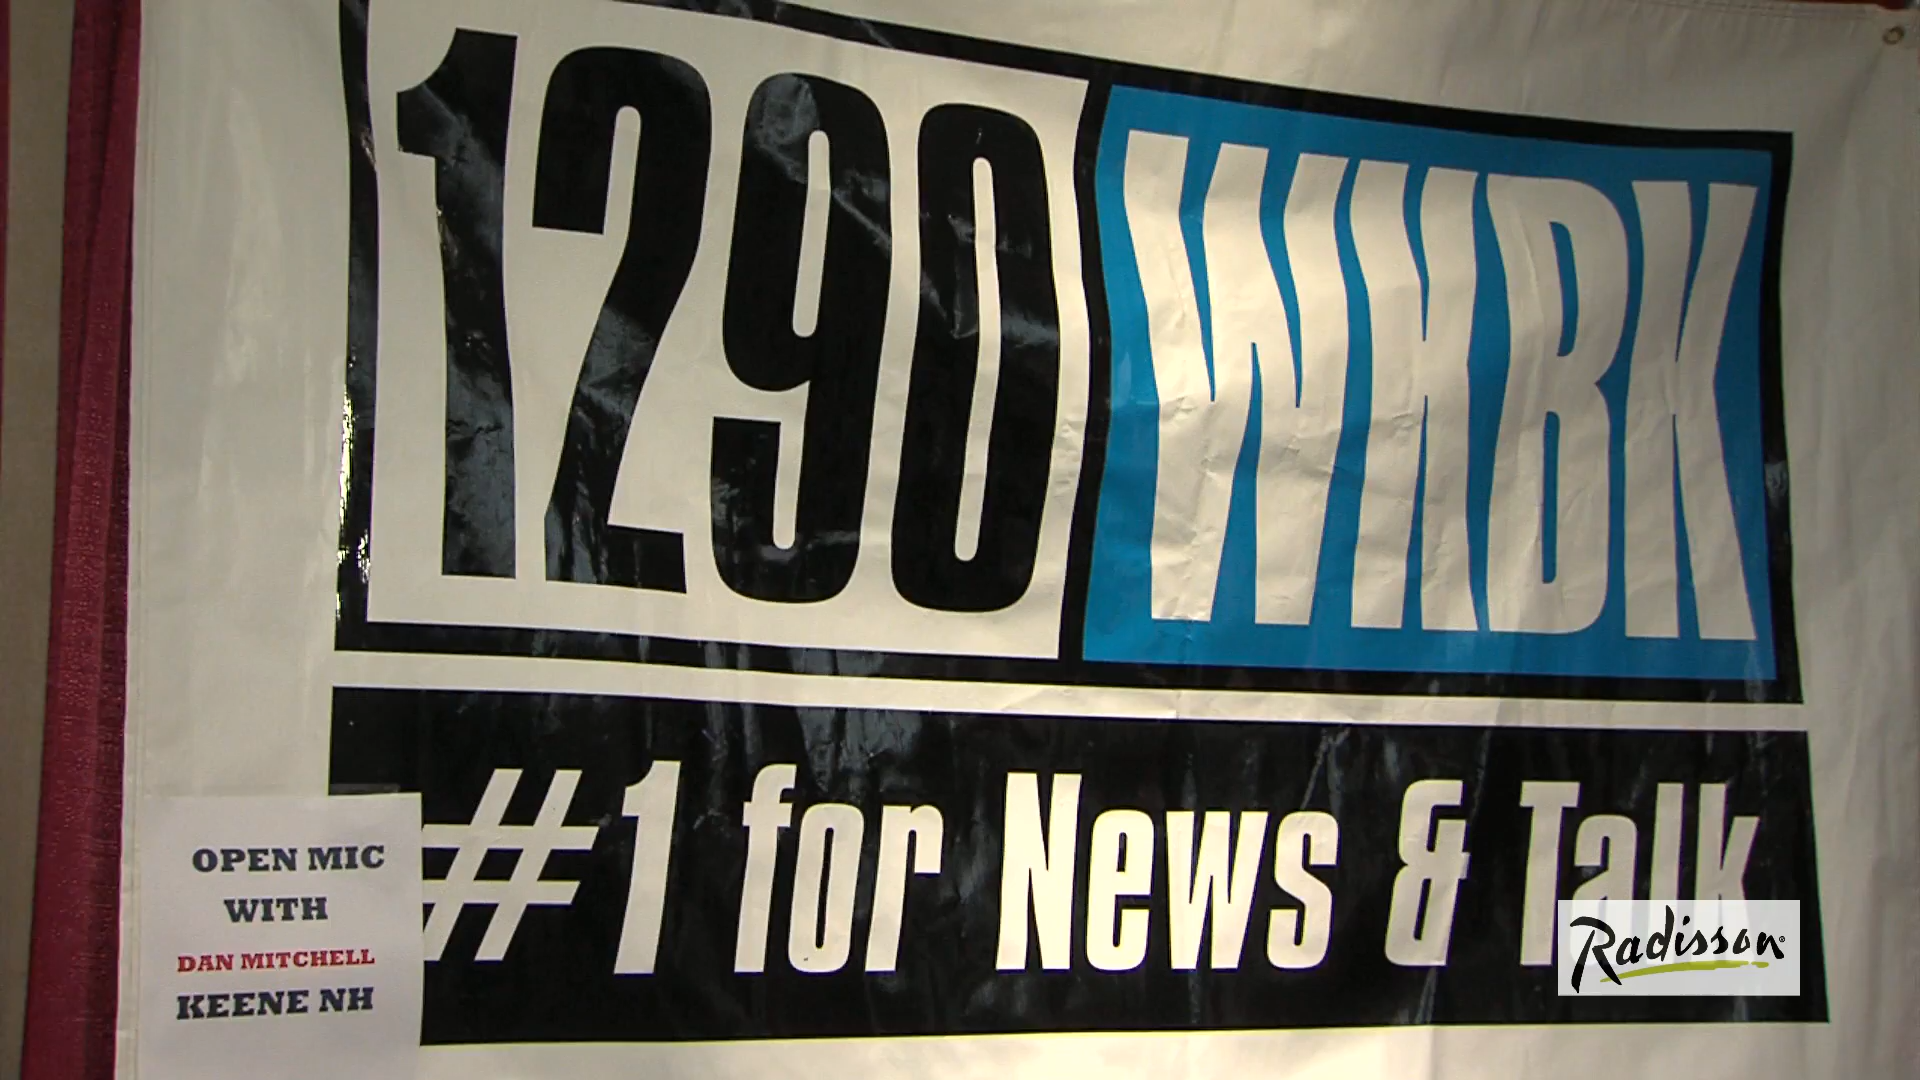 1290 WKBK
#1 for News & Talk
OPEN MIC
WITH
DAN MITCHELL
KEENE NH
Radisson